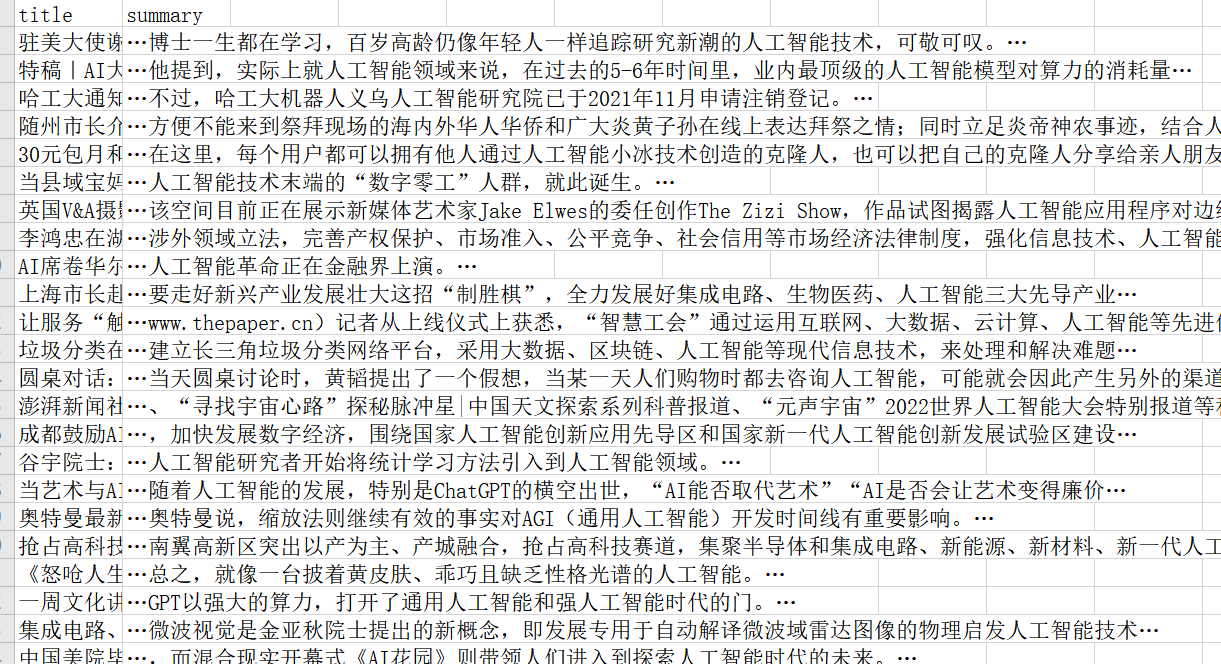 title summary
驻美大使谢 …博士一生都在学习，百岁高龄仍像年轻人一样追踪研究新潮的人工智能技术，可敬可叹。…
特稿｜AI大 …他提到，实际上就人工智能领域来说，在过去的5-6年时间里，业内最顶级的人工智能模型对算力的消耗量…
哈工大通知 …不过，哈工大机器人义乌人工智能研究院已于2021年11月申请注销登记。…
随州市长介 …方便不能来到祭拜现场的海内外华人华侨和广大炎黄子孙在线上表达拜祭之情；同时立足炎帝神农事迹，结合人
30元包月和 …在这里，每个用户都可以拥有他人通过人工智能小冰技术创造的克隆人，也可以把自己的克隆人分享给亲人朋友
当县域宝妈 …人工智能技术末端的“数字零工”人群，就此诞生。…
英国V&A摄影 …该空间目前正在展示新媒体艺术家Jake Elwes的委任创作The Zizi Show，作品试图揭露人工智能应用程序对边缘
李鸿忠在湖 …涉外领域立法，完善产权保护、市场准入、公平竞争、社会信用等市场经济法律制度，强化信息技术、人工智能
AI席卷华尔 …人工智能革命正在金融界上演。…
上海市长赴 …要走好新兴产业发展壮大这招“制胜棋”，全力发展好集成电路、生物医药、人工智能三大先导产业…
让服务“触 …www.thepaper.cn）记者从上线仪式上获悉，“智慧工会”通过运用互联网、大数据、云计算、人工智能等先进
垃圾分类在 …建立长三角垃圾分类网络平台，采用大数据、区块链、人工智能等现代信息技术，来处理和解决难题…
圆桌对话： …当天圆桌讨论时，黄韬提出了一个假想，当某一天人们购物时都去咨询人工智能，可能就会因此产生另外的渠道
澎湃新闻社 …、“寻找宇宙心路”探秘脉冲星|中国天文探索系列科普报道、“元声宇宙”2022世界人工智能大会特别报道等
成都鼓励AI …，加快发展数字经济，围绕国家人工智能创新应用先导区和国家新一代人工智能创新发展试验区建设…
谷宇院士： …人工智能研究者开始将统计学习方法引入到人工智能领域。…
当艺术与AI …随着人工智能的发展，特别是ChatGPT的横空出世，“AI能否取代艺术”“AI是否会让艺术变得廉价…
奥特曼最新 …奥特曼说，缩放法则继续有效的事实对AGI（通用人工智能）开发时间线有重要影响。…
抢占高科技 …南翼高新区突出以产为主、产城融合，抢占高科技赛道，集聚半导体和集成电路、新能源、新材料、新一代人工
《怒呛人生 …总之，就像一台披着黄皮肤、乖巧且缺乏性格光谱的人工智能。…
一周文化讲 …GPT以强大的算力，打开了通用人工智能和强人工智能时代的门。…
集成电路、 …微波视觉是金亚秋院士提出的新概念，即发展专用于自动解译微波域雷达图像的物理启发人工智能技术…
中国美院毕 …，而混合现实开幕式《AI花园》则带领人们进入到探索人工智能时代的未来。…